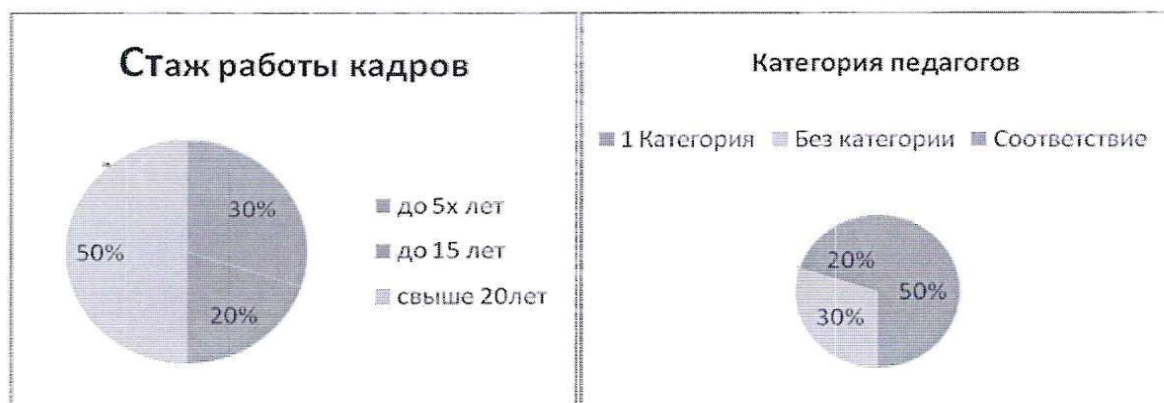 Стаж работы кадров
30%
50%
20%
до 5х лет
до 15 лет
свыше 20лет
Категория педагогов
1 Категория Без категории Соответствие
20%
50%
30%